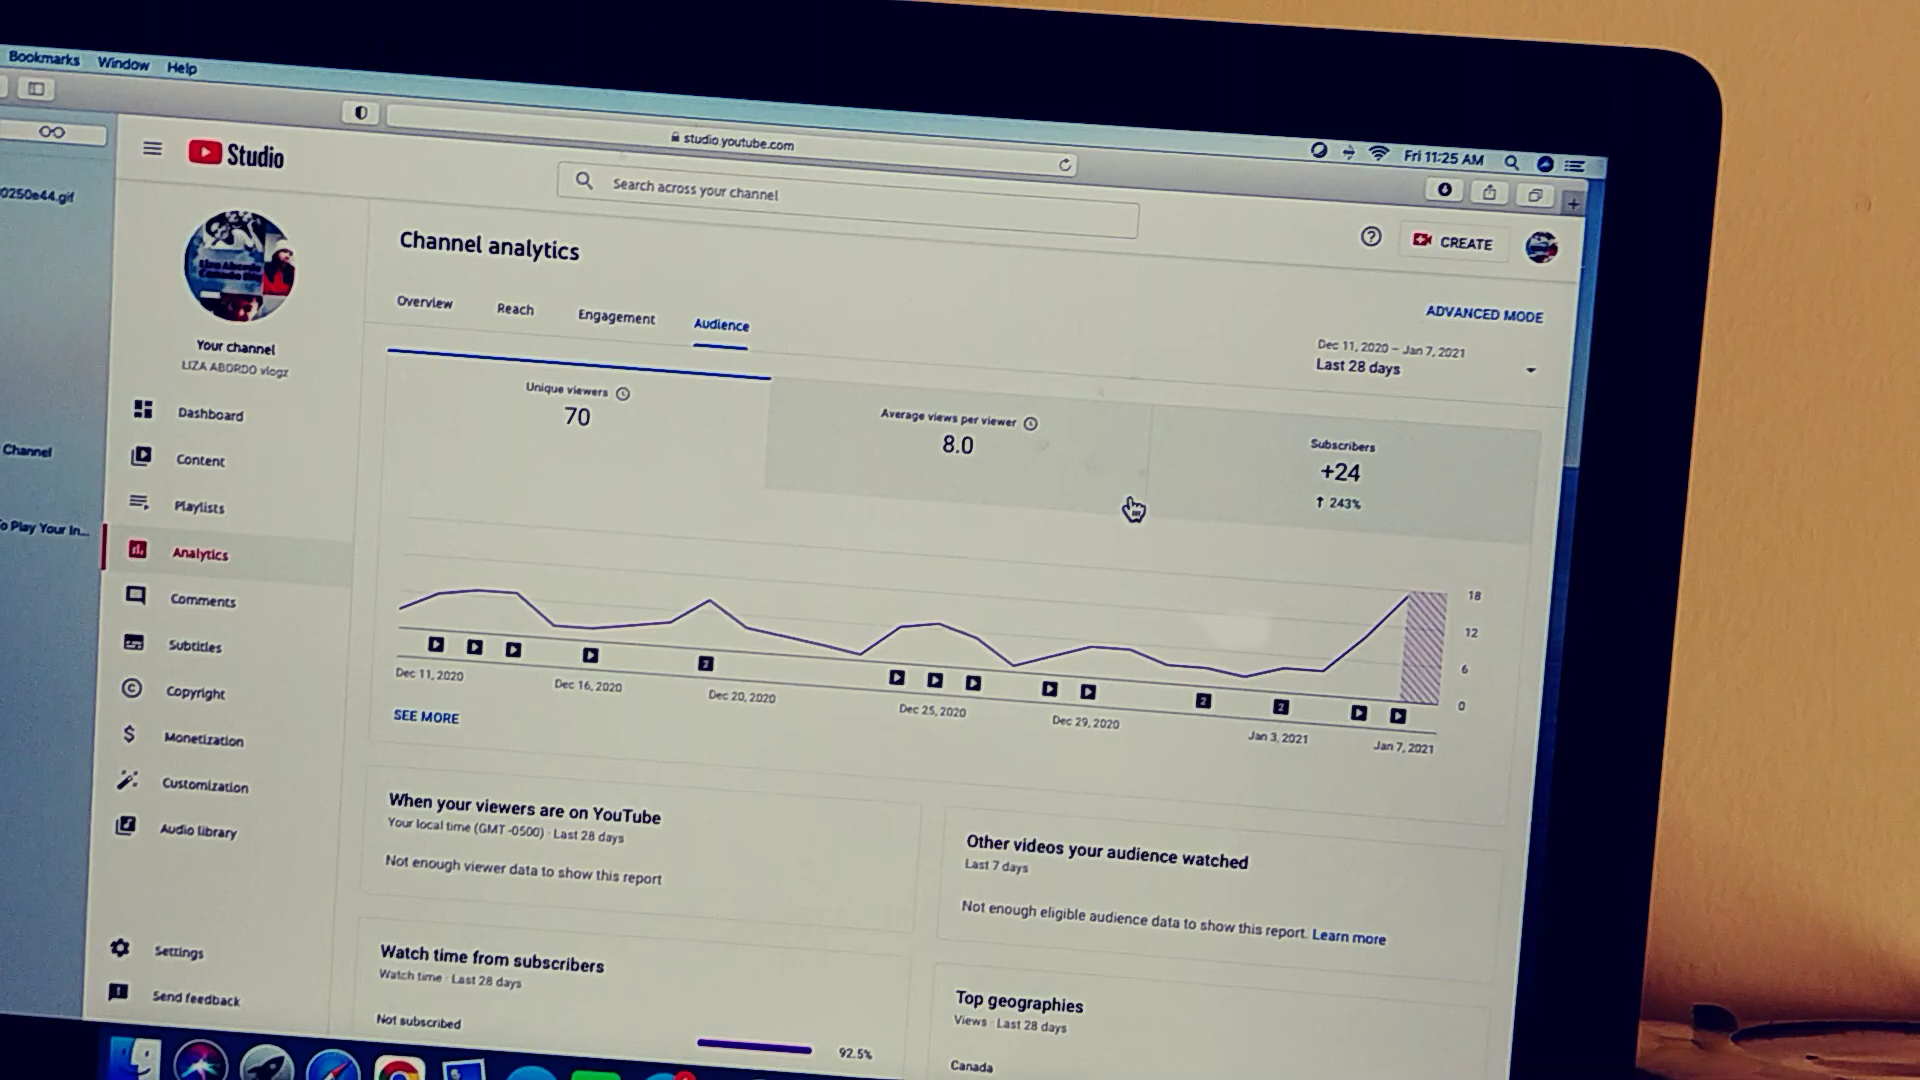 Bookmarks Window Help
Fri 11:25 AM
studio.youtube.com
0250e44.gif
Studio
Search across your channel
CREATE
Channel analytics
ADVANCED MODE
Overview Reach Engagement Audience
Dec 11, 2020 – Jan 7, 2021
Last 28 days
Your channel
LIZA ABORDO vlogz
Unique viewers
70
Average views per viewer
8.0
Subscribers
+24
↑ 243%
Dashboard
Content
Channel
Playlists
o Play Your In...
Analytics
Comments
Subtitles
Copyright
Monetization
Customization
Audio library
Settings
Send feedback
18
12
6
0
2
2
2
Dec 11, 2020
Dec 16, 2020
Dec 20, 2020
Dec 25, 2020
Dec 29, 2020
Jan 3, 2021
Jan 7, 2021
SEE MORE
When your viewers are on YouTube
Your local time (GMT -0500) · Last 28 days
Not enough viewer data to show this report
Other videos your audience watched
Last 7 days
Not enough eligible audience data to show this report. Learn more
Watch time from subscribers
Watch time · Last 28 days
Not subscribed
92.5%
Top geographies
Views · Last 28 days
Canada